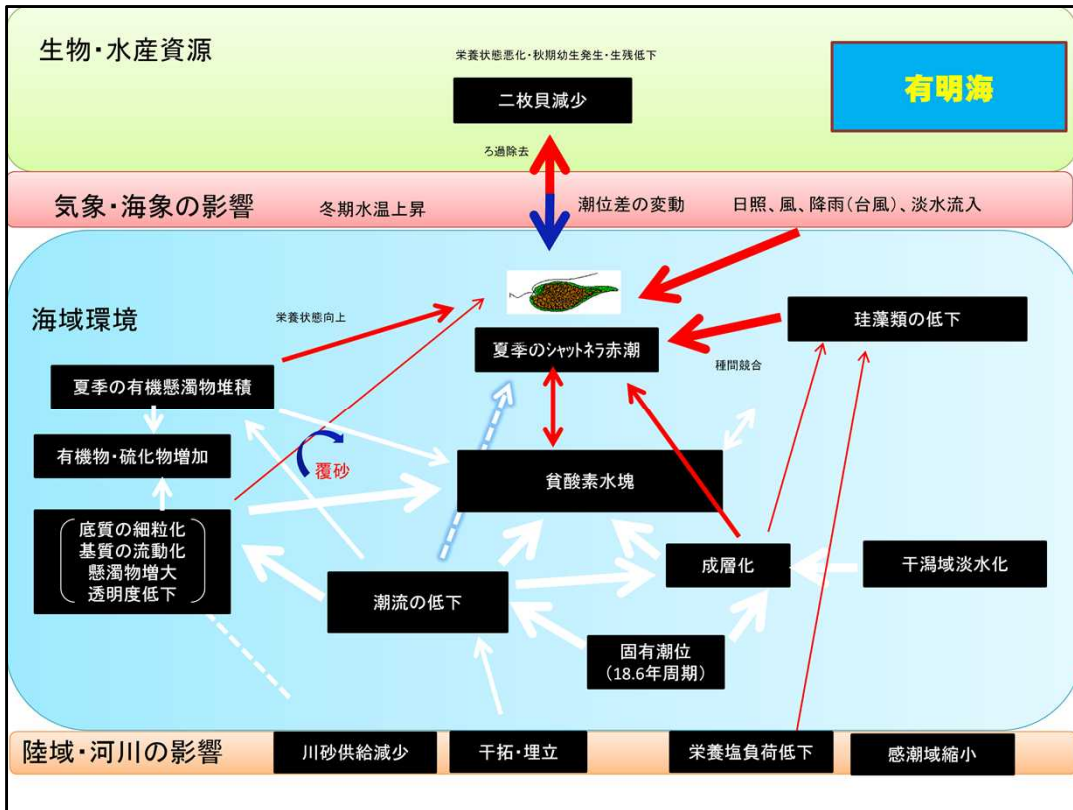 生物・水産資源
栄養状態悪化・秋期幼生発生・生残低下
二枚貝減少
有明海
ろ過除去
気象・海象の影響
冬期水温上昇
潮位差の変動
日照、風、降雨(台風)、淡水流入
海域環境
栄養状態向上
夏季のシャットネラ赤潮
珪藻類の低下
種間競合
夏季の有機懸濁物堆積
有機物・硫化物増加
覆砂
貧酸素水塊
底質の細粒化
基質の流動化
懸濁物増大
透明度低下
潮流の低下
成層化
干潟域淡水化
固有潮位
(18.6年周期)
陸域・河川の影響
川砂供給減少
干拓・埋立
栄養塩負荷低下
感潮域縮小